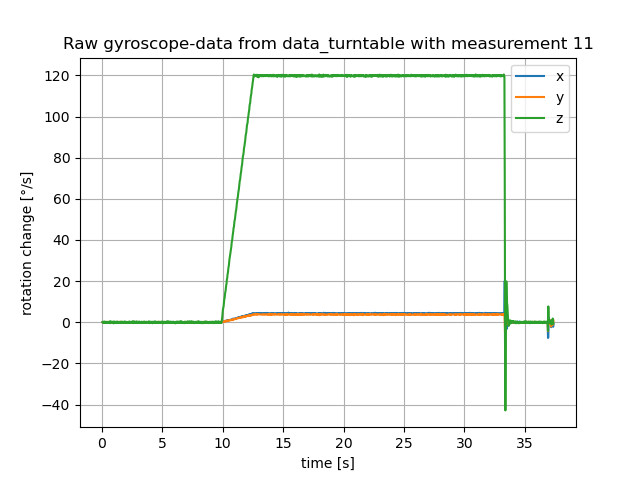 Raw gyroscope-data from data_turntable with measurement 11
x
y
z
rotation change [°/s]
120
100
80
60
40
20
0
−20
−40
0 5 10 15 20 25 30 35
time [s]